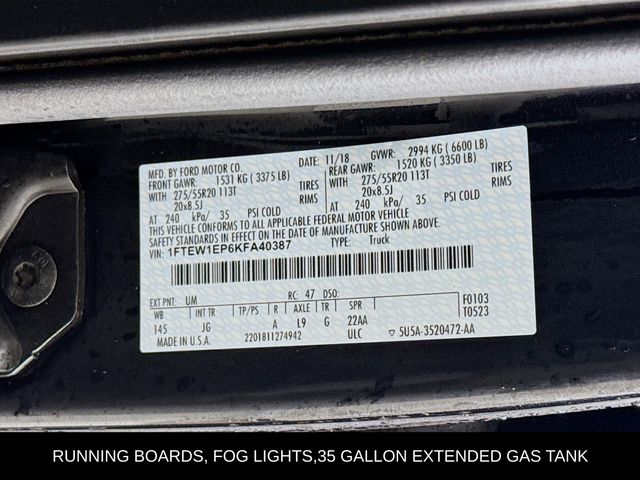 MFD. BY FORD MOTOR CO.
DATE: 11/18 GVWR: 2994 KG ( 6600 LB)
FRONT GAWR: 1531 KG ( 3375 LB) REAR GAWR: 1520 KG ( 3350 LB)
WITH 275/55R20 113T TIRES WITH 275/55R20 113T TIRES
20x8.5J RIMS 20x8.5J RIMS
AT 240 kPa/ 35 PSI COLD AT 240 kPa/ 35 PSI COLD
THIS VEHICLE CONFORMS TO ALL APPLICABLE FEDERAL MOTOR VEHICLE
SAFETY STANDARDS IN EFFECT ON THE DATE OF MANUFACTURE SHOWN ABOVE.
VIN: 1FTEW1EP6KFA40387 TYPE: Truck
EXT PNT: UM RC: 47 DSO: F0103
WB INT TR TP/PS R AXLE TR SPR T0523
145 JG A L9 G 22AA
MADE IN U.S.A. 2201811274942 ULC ▽ 5U5A-3520472-AA
RUNNING BOARDS, FOG LIGHTS,35 GALLON EXTENDED GAS TANK